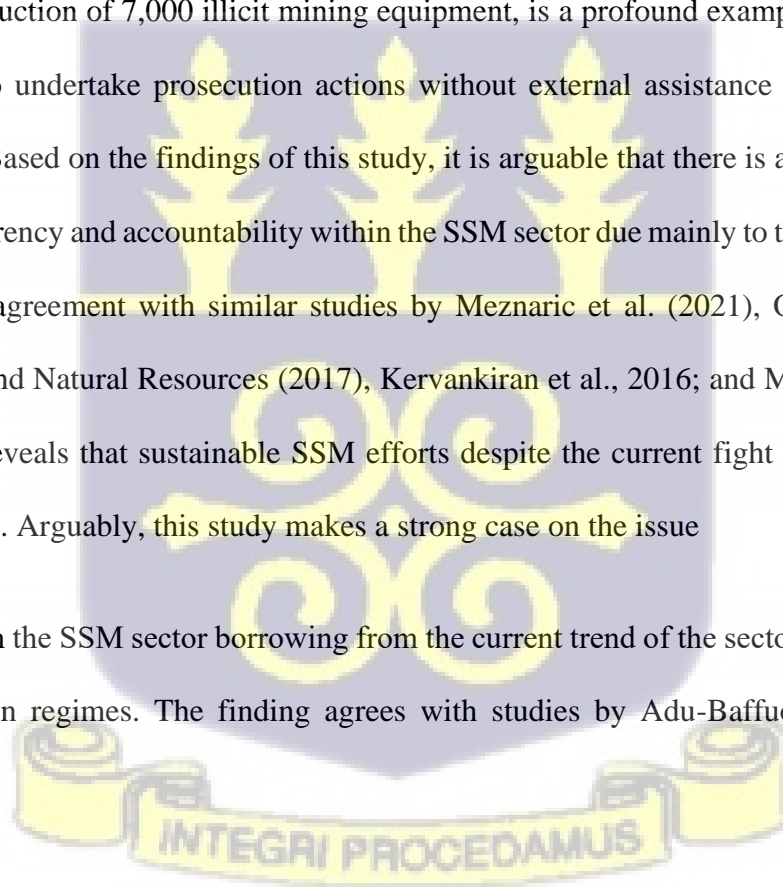 uction of 7,000 illicit mining equipment, is a profound examp
undertake prosecution actions without external assistance
Based on the findings of this study, it is arguable that there is a
rency and accountability within the SSM sector due mainly to t
agreement with similar studies by Meznaric et al. (2021), O
nd Natural Resources (2017), Kervankiran et al., 2016; and M
eveals that sustainable SSM efforts despite the current fight
. Arguably, this study makes a strong case on the issue
n the SSM sector borrowing from the current trend of the secto
n regimes. The finding agrees with studies by Adu-Baffu
INTEGRI PROCEDAMUS